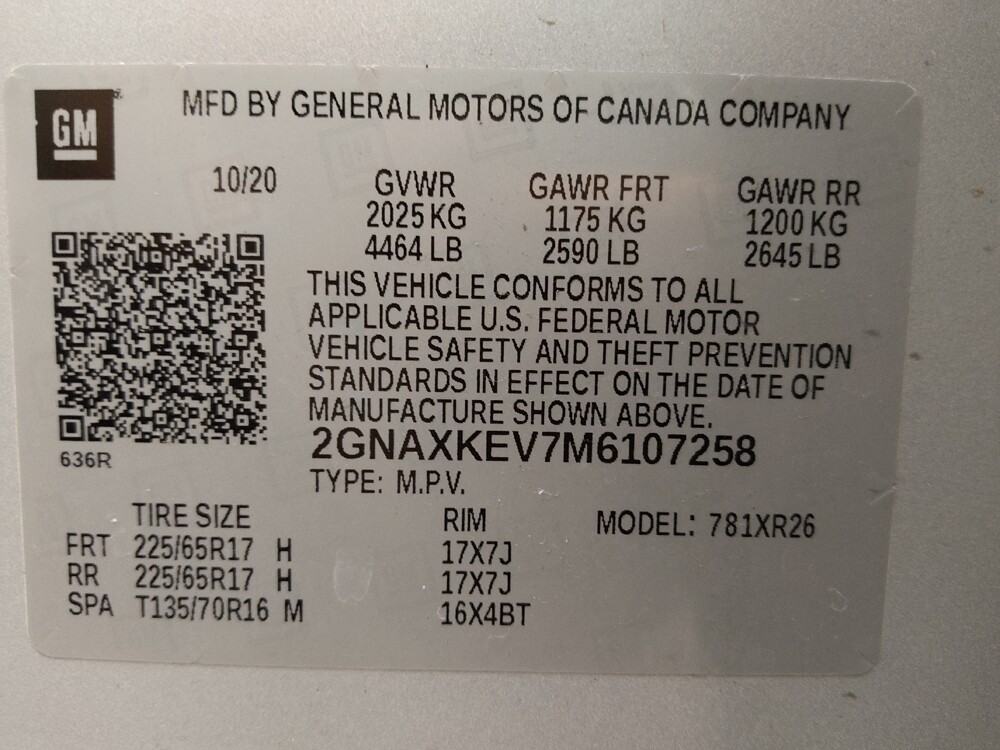 GM
MFD BY GENERAL MOTORS OF CANADA COMPANY
10/20 GVWR GAWR FRT GAWR RR
2025 KG 1175 KG 1200 KG
4464 LB 2590 LB 2645 LB
THIS VEHICLE CONFORMS TO ALL
APPLICABLE U.S. FEDERAL MOTOR
VEHICLE SAFETY AND THEFT PREVENTION
STANDARDS IN EFFECT ON THE DATE OF
MANUFACTURE SHOWN ABOVE.
2GNAXKEV7M6107258
636R
TYPE: M.P.V.
TIRE SIZE RIM MODEL: 781XR26
FRT 225/65R17 H 17X7J
RR 225/65R17 H 17X7J
SPA T135/70R16 M 16X4BT